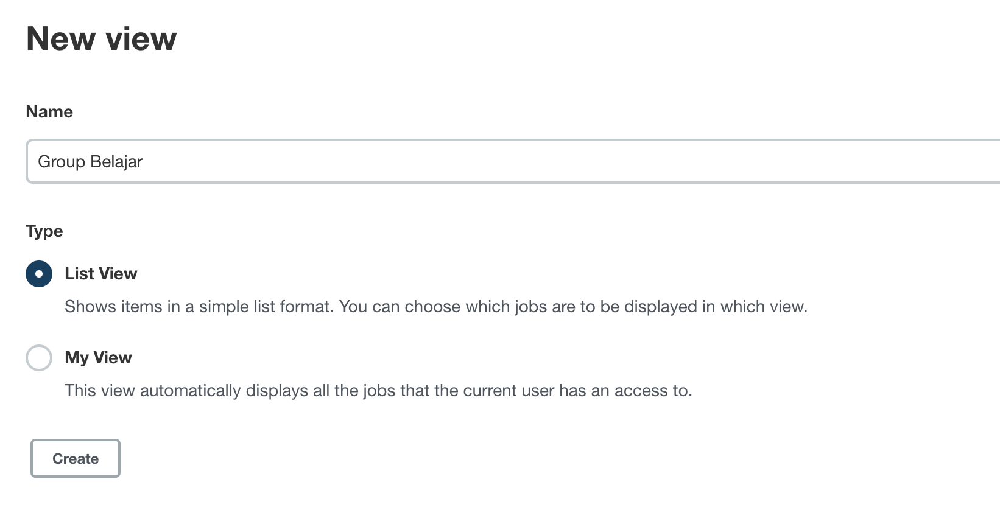 New view
Name
Group Belajar
Type
List View
Shows items in a simple list format. You can choose which jobs are to be displayed in which view.
My View
This view automatically displays all the jobs that the current user has an access to.
Create